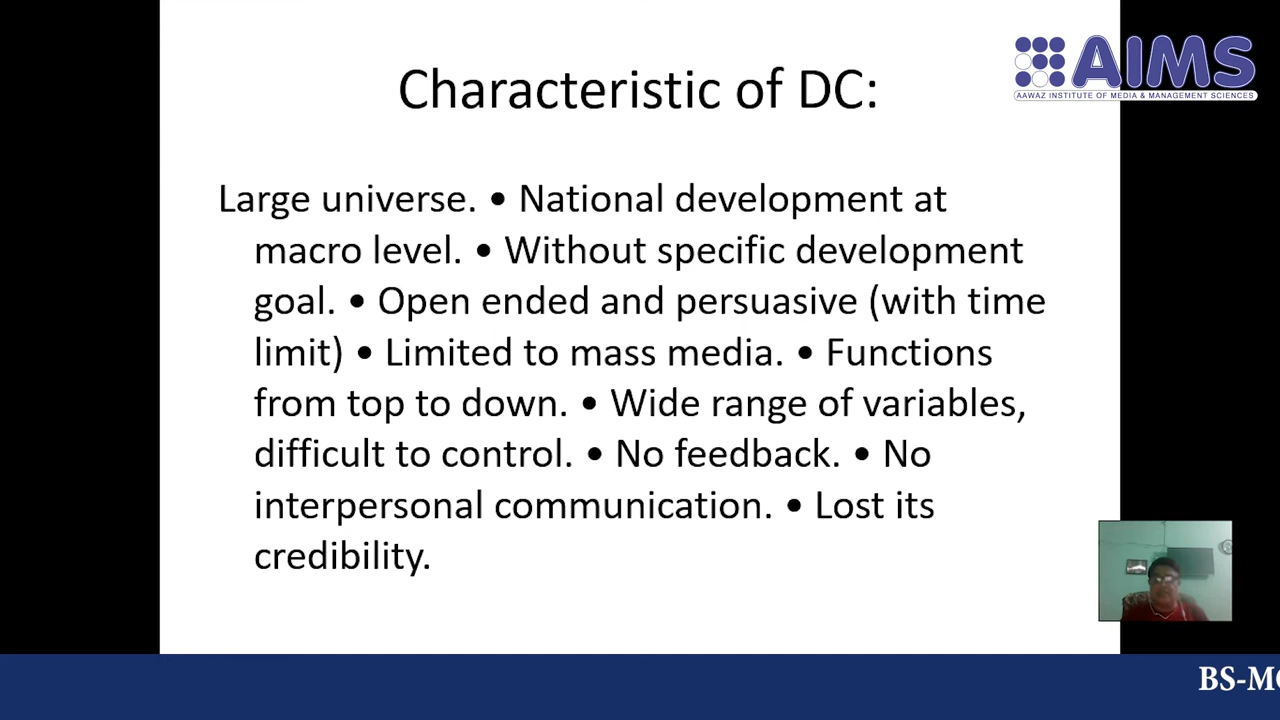 AIMS
AAWAZ INSTITUTE OF MEDIA & MANAGEMENT SCIENCES
Characteristic of DC:
Large universe. • National development at
macro level. • Without specific development
goal. • Open ended and persuasive (with time
limit) • Limited to mass media. • Functions
from top to down. • Wide range of variables,
difficult to control. • No feedback. • No
interpersonal communication. • Lost its
credibility.